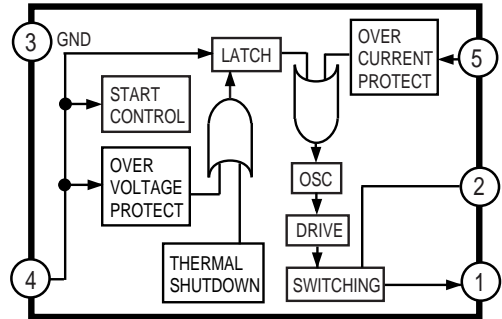 3 GND
LATCH
OVER
CURRENT
PROTECT
5
START
CONTROL
OVER
VOLTAGE
PROTECT
OSC
2
DRIVE
4
THERMAL
SHUTDOWN
SWITCHING
1